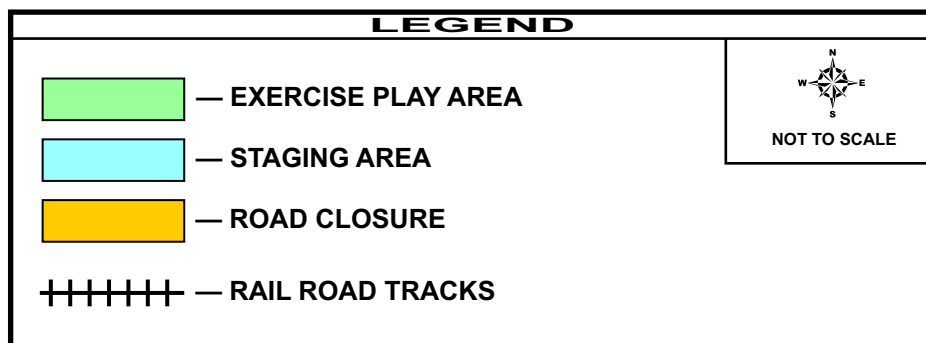 LEGEND
N
W E
S
NOT TO SCALE
— EXERCISE PLAY AREA
— STAGING AREA
— ROAD CLOSURE
— RAIL ROAD TRACKS